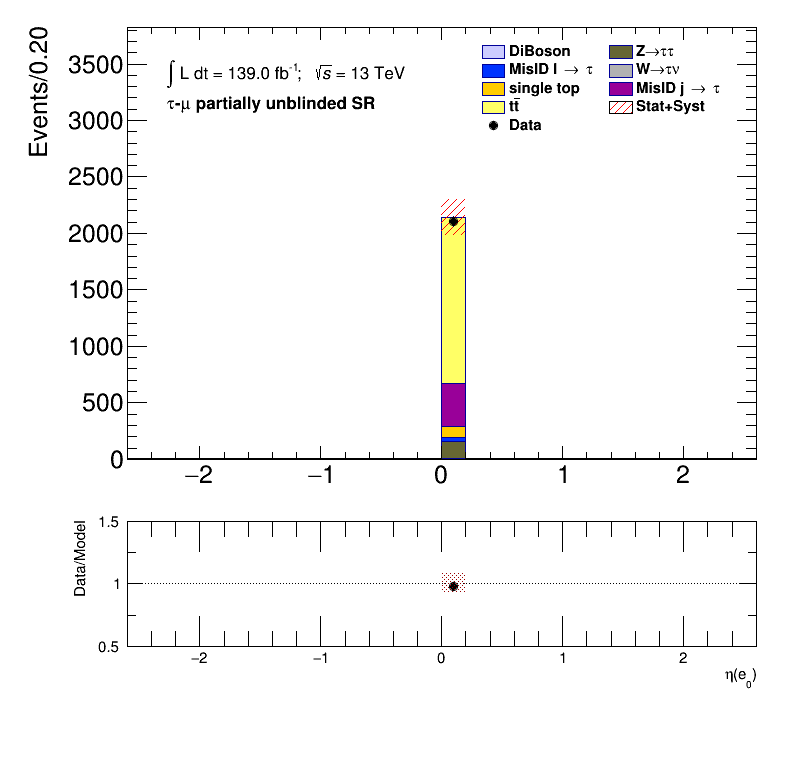 Events/0.20
3500
3000
2500
2000
1500
1000
500
0
∫ L dt = 139.0 fb⁻¹; √s = 13 TeV
τ-μ partially unblinded SR
DiBoson
Z→ττ
MisID l → τ
W→τν
single top
MisID j → τ
tt̄
Stat+Syst
Data
−2 −1 0 1 2
Data/Model
1.5
1
0.5
−2 −1 0 1 2
η(e₀)